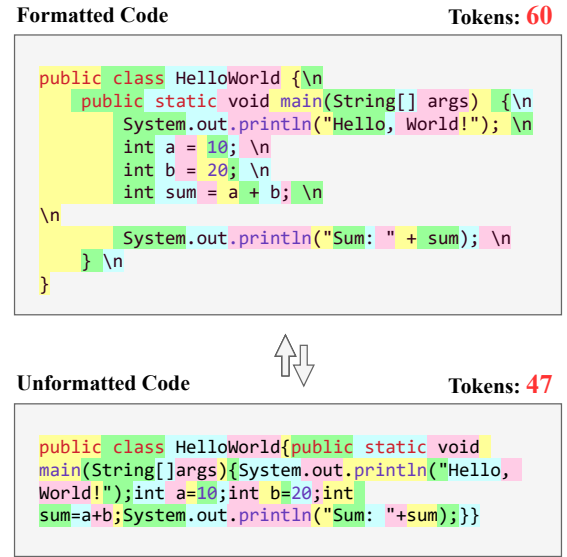 Formatted Code Tokens: 60
public class HelloWorld {\n
    public static void main(String[] args)  {\n
        System.out.println("Hello, World!"); \n
        int a = 10; \n
        int b = 20; \n
        int sum = a + b; \n
\n
        System.out.println("Sum: " + sum); \n
    } \n
}
Unformatted Code Tokens: 47
public class HelloWorld{public static void
main(String[]args){System.out.println("Hello,
World!");int a=10;int b=20;int
sum=a+b;System.out.println("Sum: "+sum);}}